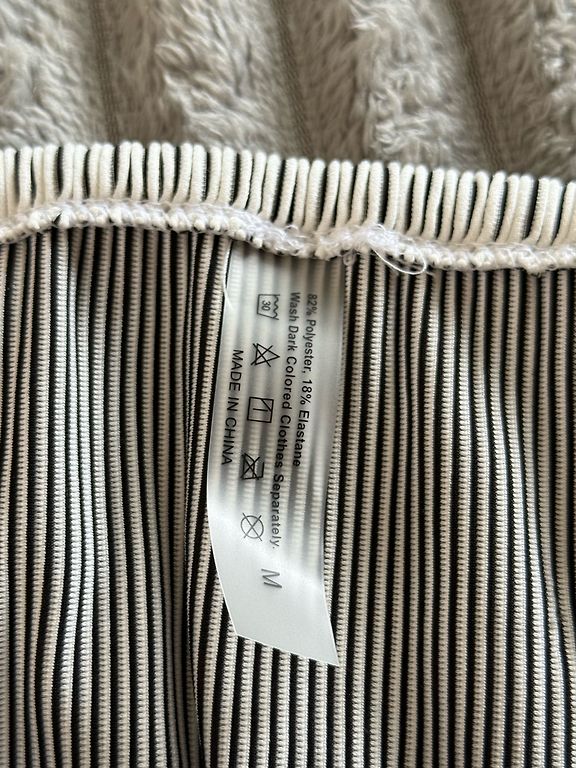 82% Polyester, 18% Elastane
Wash Dark Colored Clothes Separately.
30
MADE IN CHINA
M